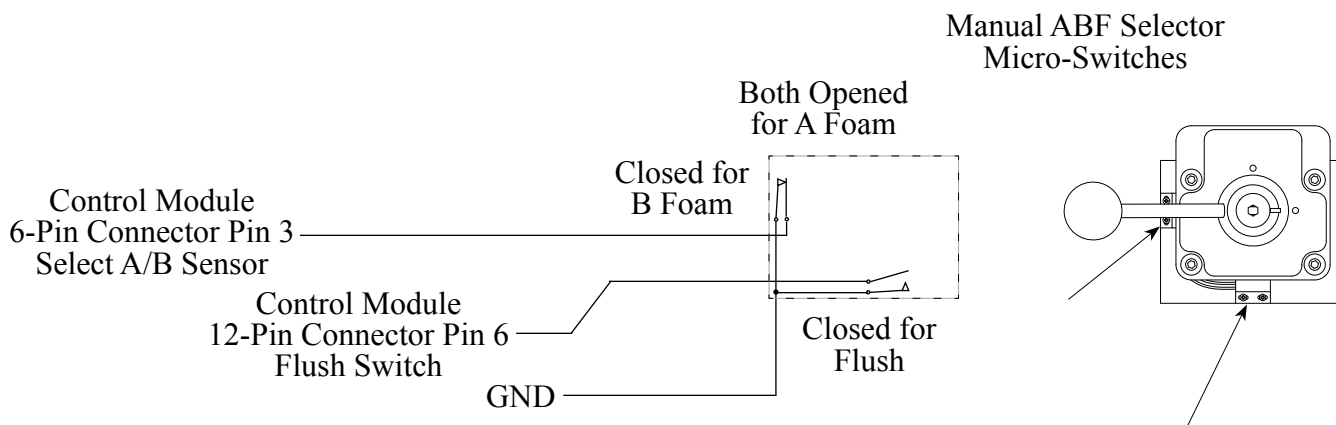 Manual ABF Selector
Micro-Switches
Both Opened
for A Foam
Closed for
B Foam
Control Module
6-Pin Connector Pin 3
Select A/B Sensor
Control Module
12-Pin Connector Pin 6
Flush Switch
Closed for
Flush
GND